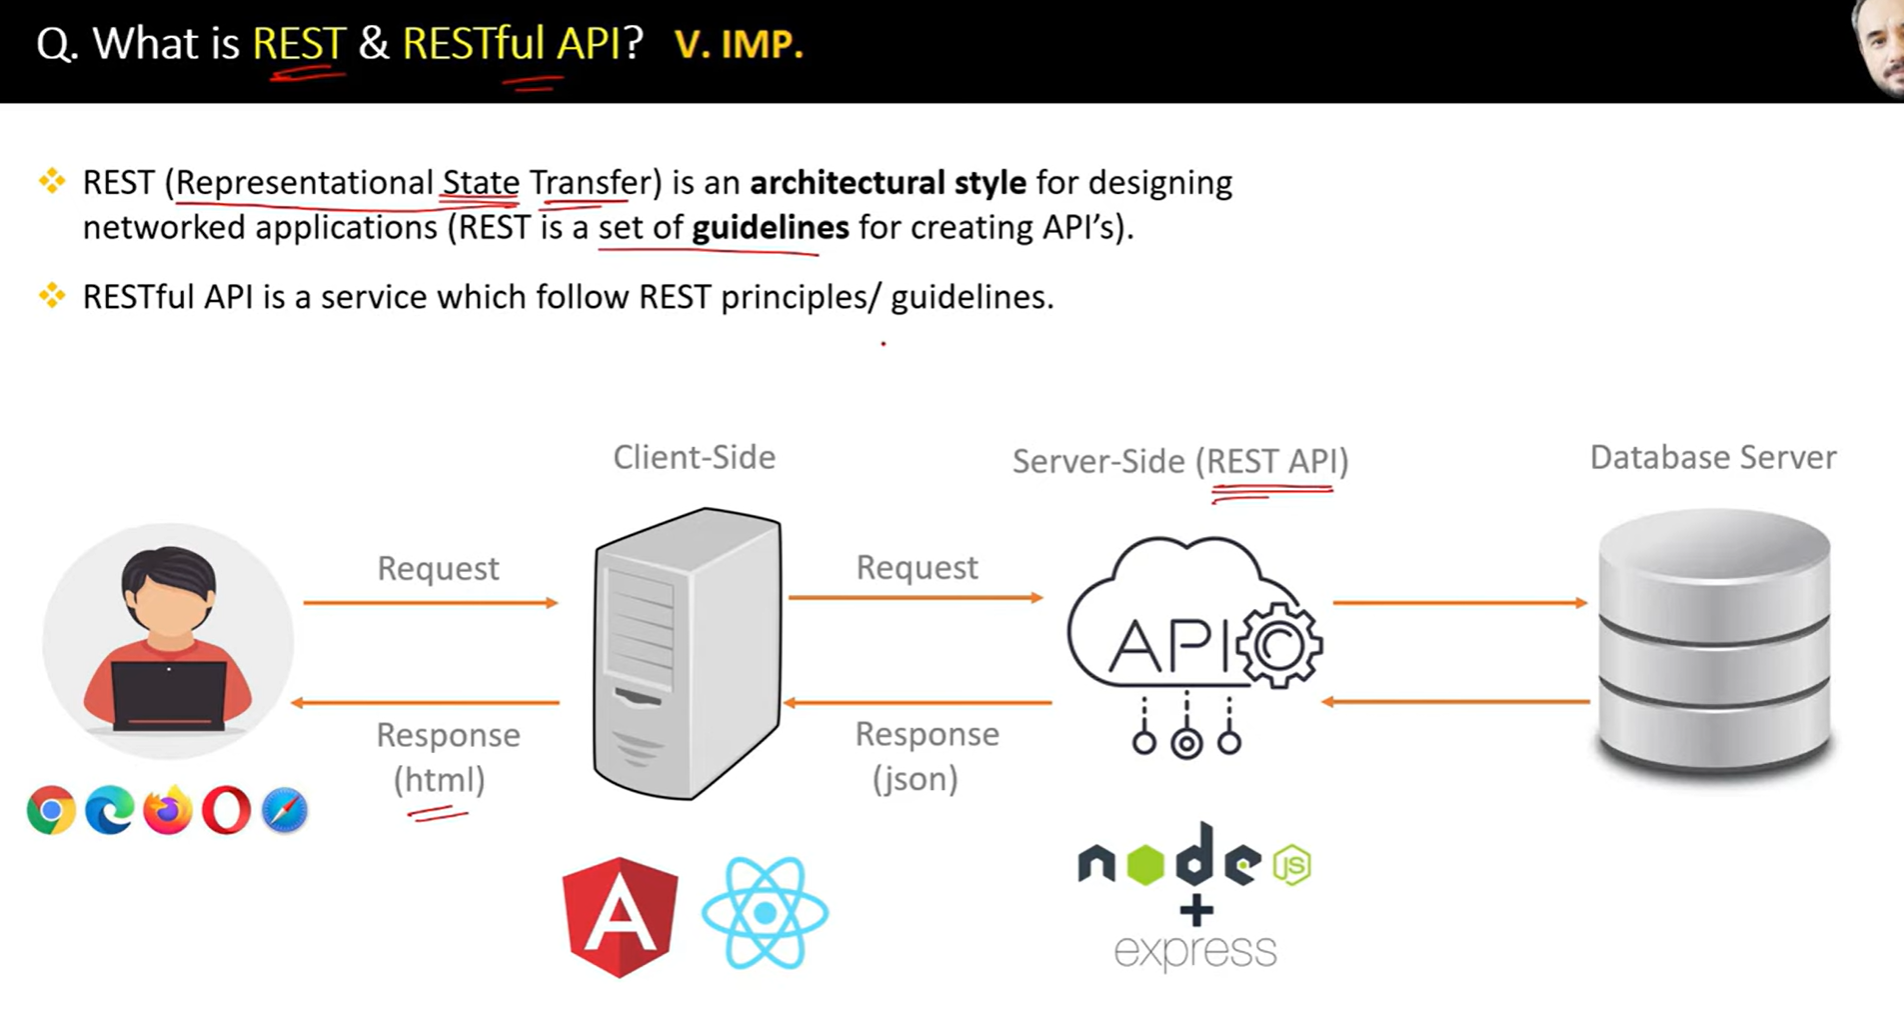 Q. What is REST & RESTful API? V. IMP.
REST (Representational State Transfer) is an architectural style for designing
networked applications (REST is a set of guidelines for creating API's).
RESTful API is a service which follow REST principles/ guidelines.
Client-Side
Server-Side (REST API)
Database Server
Request
Request
API
Response
(html)
Response
(json)
node
JS
+
express
A